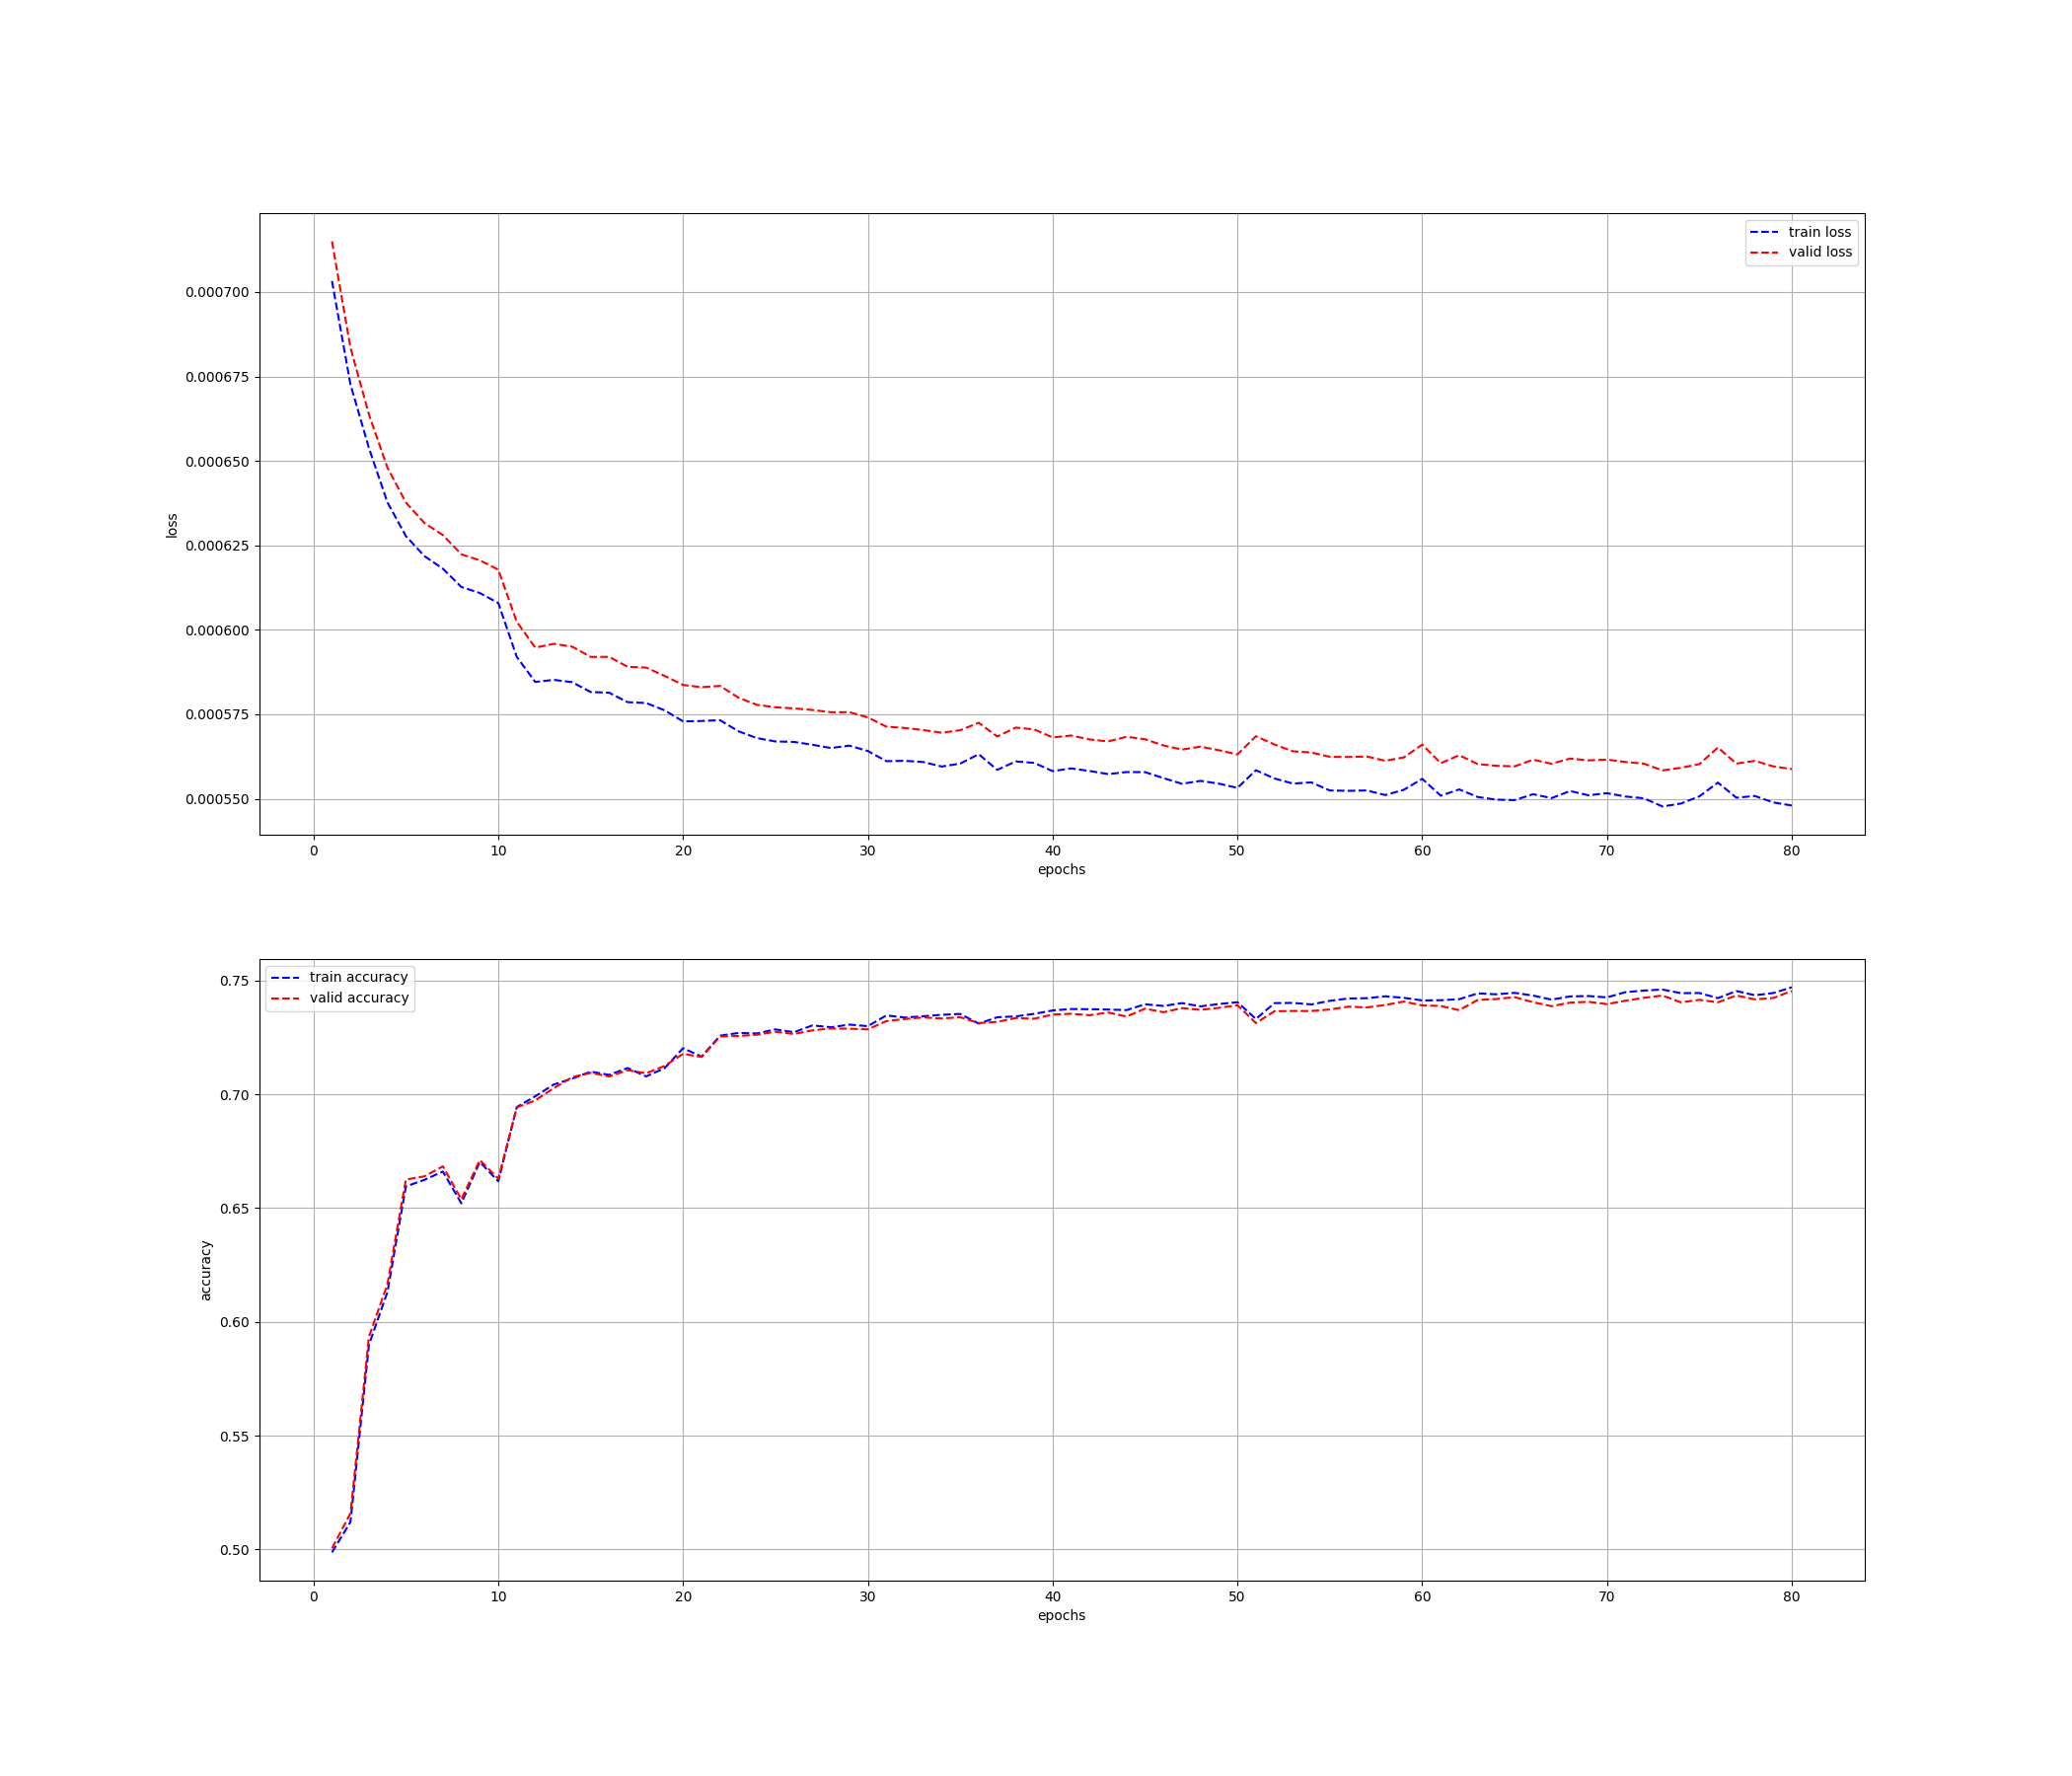 train loss
valid loss
0.000700
0.000675
0.000650
0.000625
0.000600
0.000575
0.000550
loss
0 10 20 30 40 50 60 70 80
epochs
train accuracy
valid accuracy
0.75
0.70
0.65
0.60
0.55
0.50
accuracy
0 10 20 30 40 50 60 70 80
epochs